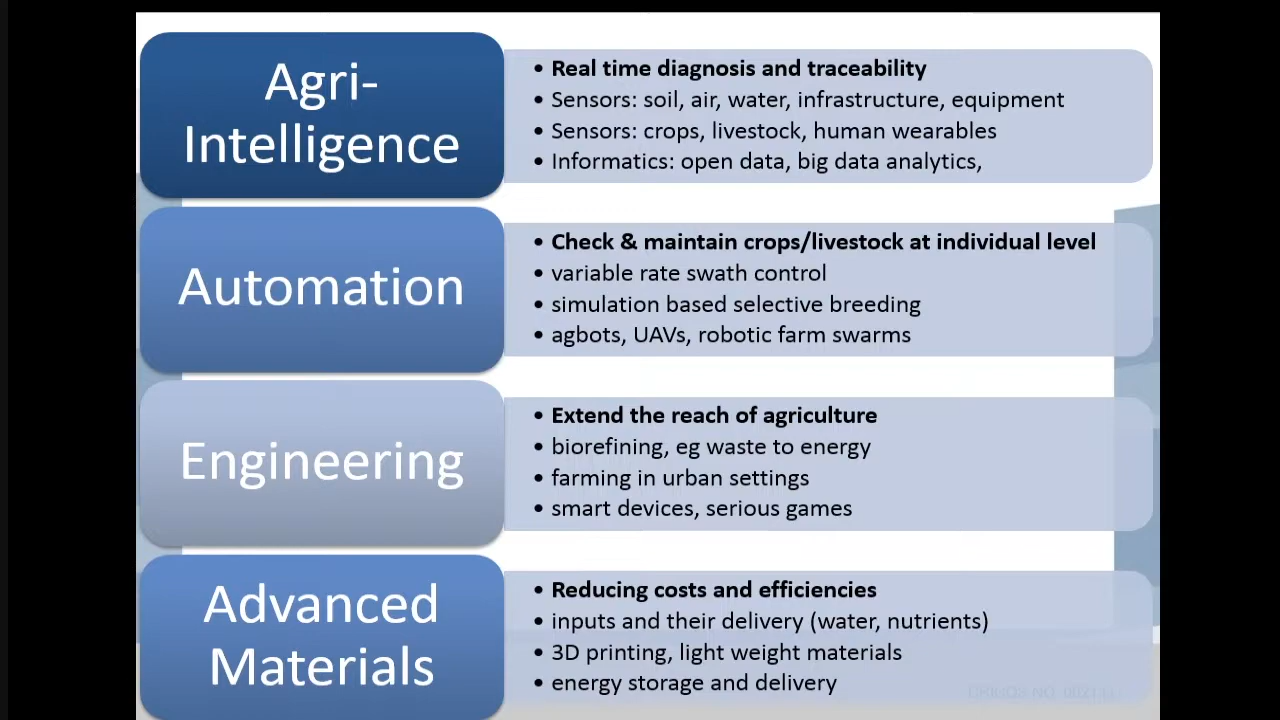 Agri-
Intelligence
• Real time diagnosis and traceability
• Sensors: soil, air, water, infrastructure, equipment
• Sensors: crops, livestock, human wearables
• Informatics: open data, big data analytics,
Automation
• Check & maintain crops/livestock at individual level
• variable rate swath control
• simulation based selective breeding
• agbots, UAVs, robotic farm swarms
Engineering
• Extend the reach of agriculture
• biorefining, eg waste to energy
• farming in urban settings
• smart devices, serious games
Advanced
Materials
• Reducing costs and efficiencies
• inputs and their delivery (water, nutrients)
• 3D printing, light weight materials
• energy storage and delivery